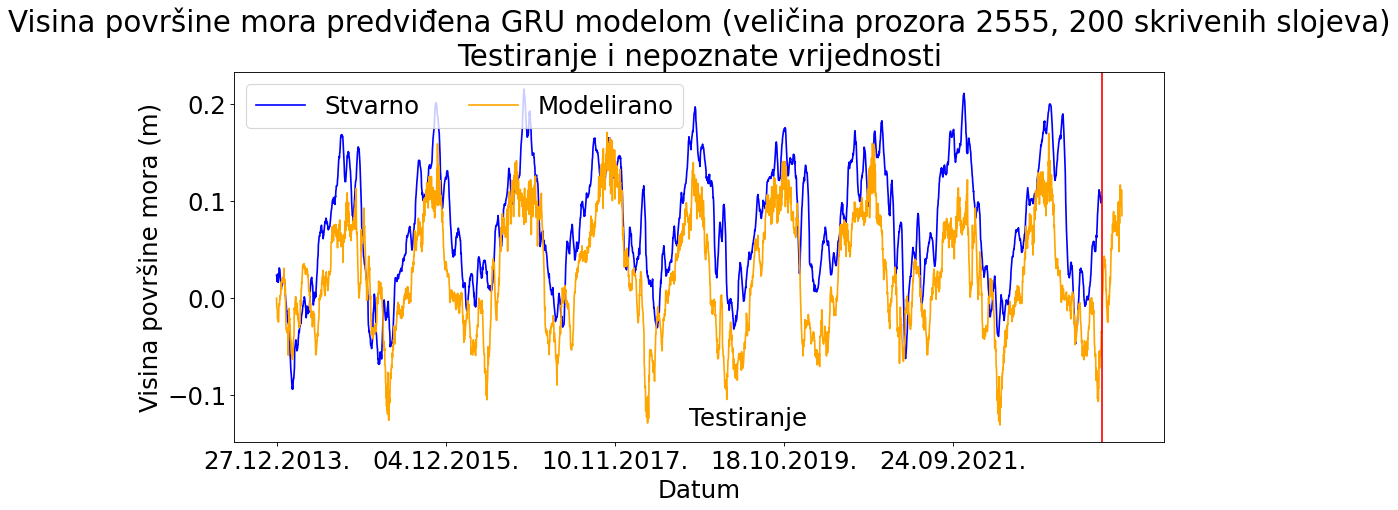 Visina površine mora predviđena GRU modelom (veličina prozora 2555, 200 skrivenih slojeva)
Testiranje i nepoznate vrijednosti
Stvarno Modelirano
Visina površine mora (m)
0.2
0.1
0.0
−0.1
Testiranje
27.12.2013. 04.12.2015. 10.11.2017. 18.10.2019. 24.09.2021.
Datum